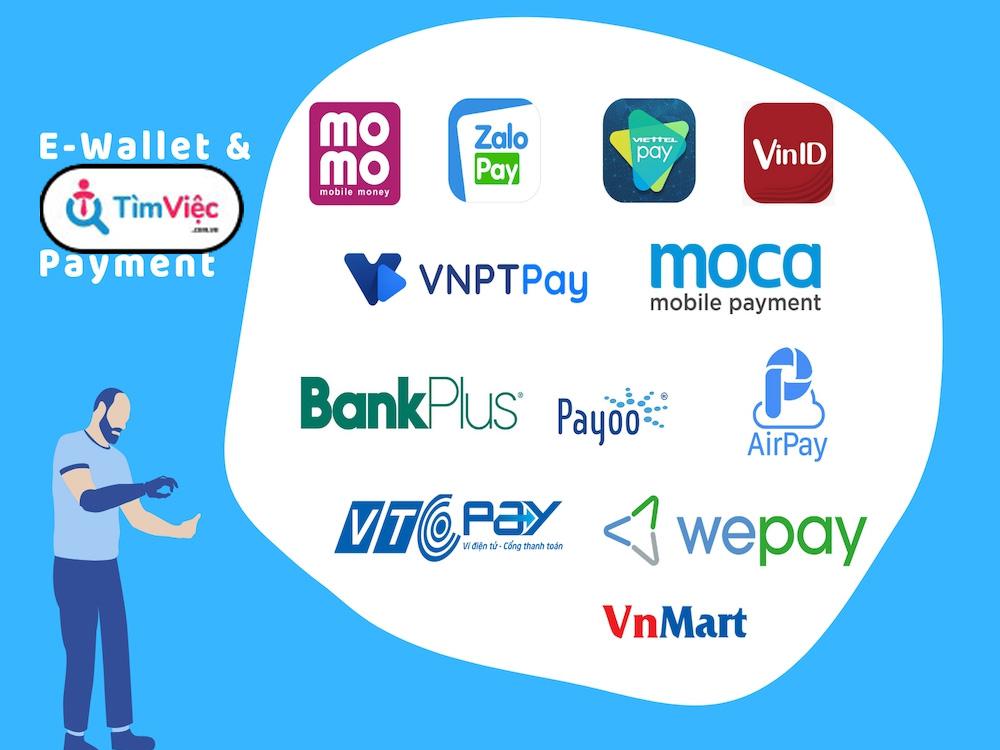 E-Wallet &
TìmViệc
.com.vn
Payment
mo
mo
mobile money
Zalo
Pay
VIETTEL
pay
VinID
VNPTPay
moca
mobile payment
BankPlus®
Payoo®
AirPay
VTC Pay
Ví điện tử - Cổng thanh toán
wepay
VnMart